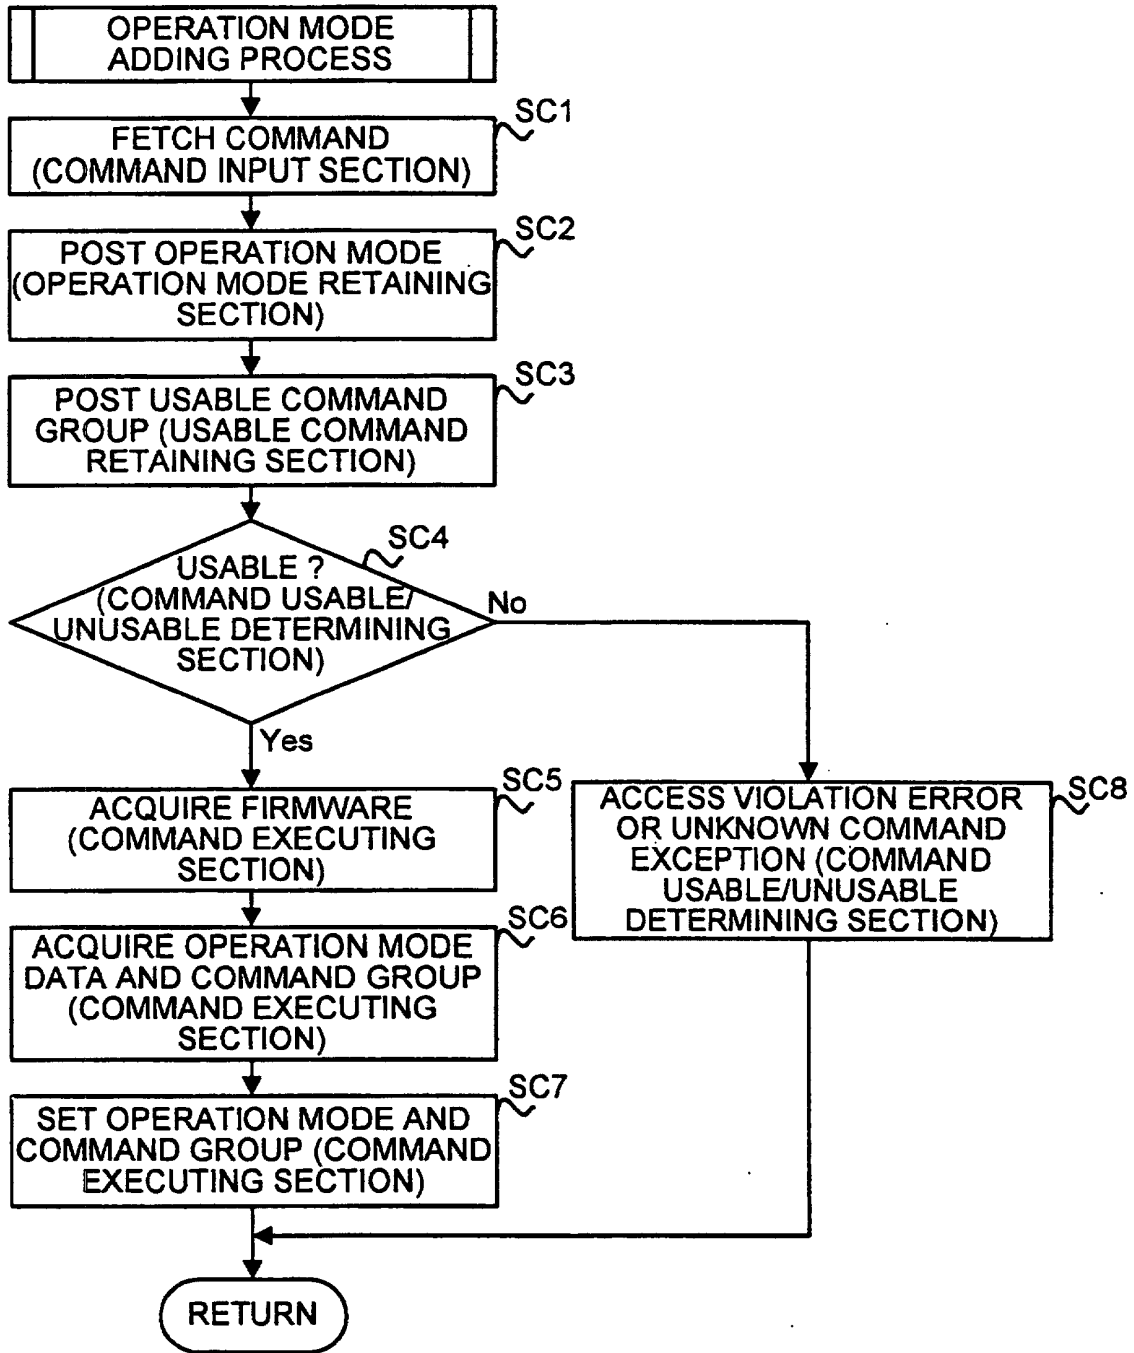 OPERATION MODE
ADDING PROCESS
SC1
FETCH COMMAND
(COMMAND INPUT SECTION)
SC2
POST OPERATION MODE
(OPERATION MODE RETAINING
SECTION)
SC3
POST USABLE COMMAND
GROUP (USABLE COMMAND
RETAINING SECTION)
SC4
USABLE ?
(COMMAND USABLE/
UNUSABLE DETERMINING
SECTION)
No
Yes
SC5
ACQUIRE FIRMWARE
(COMMAND EXECUTING
SECTION)
SC8
ACCESS VIOLATION ERROR
OR UNKNOWN COMMAND
EXCEPTION (COMMAND
USABLE/UNUSABLE
DETERMINING SECTION)
SC6
ACQUIRE OPERATION MODE
DATA AND COMMAND GROUP
(COMMAND EXECUTING
SECTION)
SC7
SET OPERATION MODE AND
COMMAND GROUP (COMMAND
EXECUTING SECTION)
RETURN